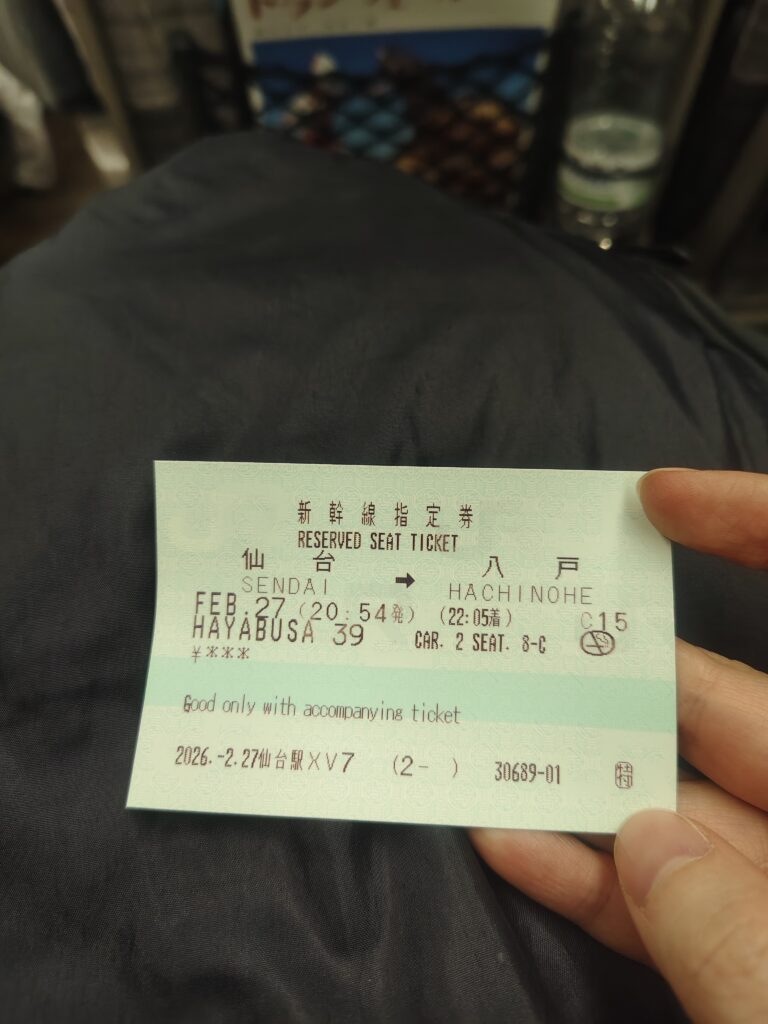 新幹線指定券
RESERVED SEAT TICKET
仙台 ➡ 八戸
SENDAI HACHINOHE
FEB.27 (20:54発) (22:05着) C15
HAYABUSA 39 CAR. 2 SEAT. 8-C
¥***
Good only with accompanying ticket
2026.-2.27仙台駅XV7 (2- ) 30689-01